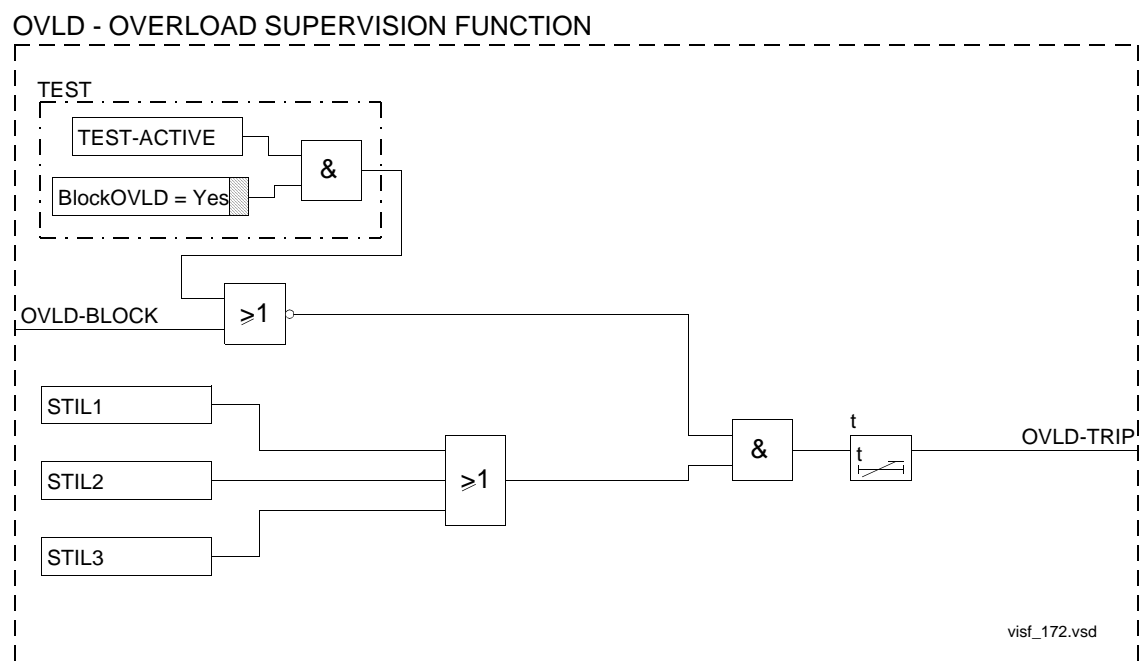 OVLD - OVERLOAD SUPERVISION FUNCTION
TEST
TEST-ACTIVE
&
BlockOVLD = Yes
OVLD-BLOCK
≥1
STIL1
STIL2
STIL3
≥1
&
t
t
OVLD-TRIP
visf_172.vsd